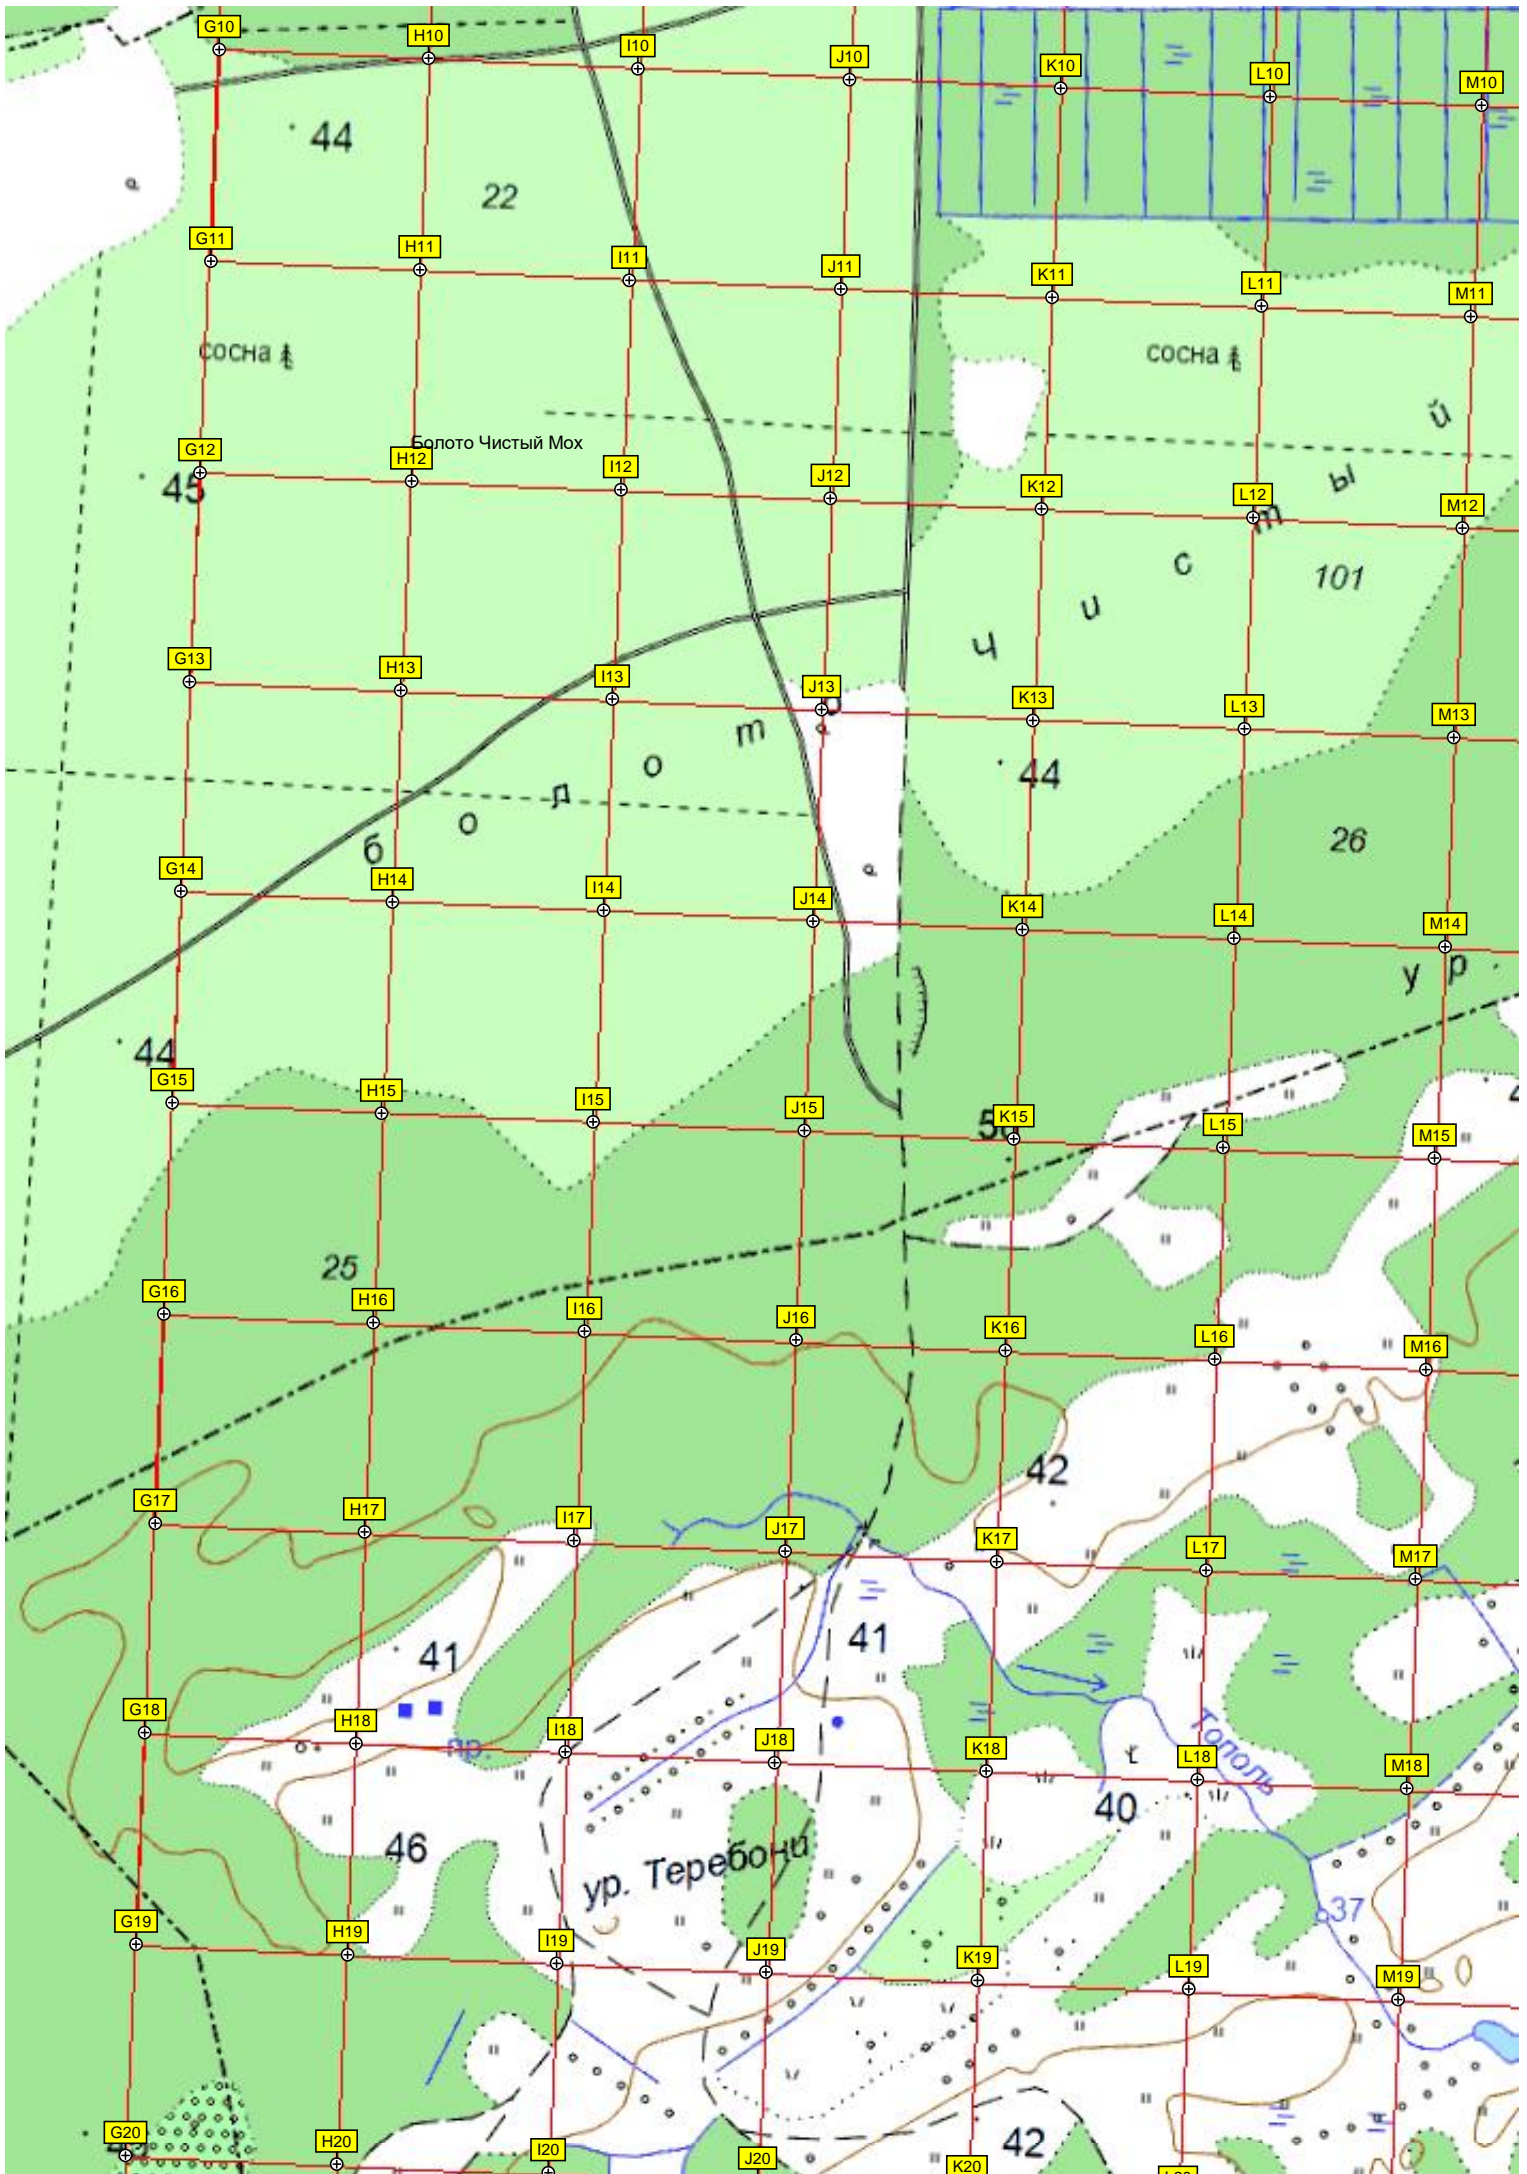 G10 H10 I10 J10 K10 L10 M10
44
22
G11 H11 I11 J11 K11 L11 M11
сосна сосна
й
Болото Чистый Мох
G12 H12 I12 J12 K12 L12 M12
45
ы
т
с
101
и
Ч
G13 H13 I13 J13 K13 L13 M13
т
о
44
л
о
26
б
G14 H14 I14 J14 K14 L14 M14
ур
44
G15 H15 I15 J15 K15 L15 M15
25
G16 H16 I16 J16 K16 L16 M16
42
G17 H17 I17 J17 K17 L17 M17
41
41
G18 H18 I18 J18 K18 L18 M18
пр.
Тополь
40
46
ур. Теребони
37
G19 H19 I19 J19 K19 L19 M19
G20 H20 I20 J20 K20
42